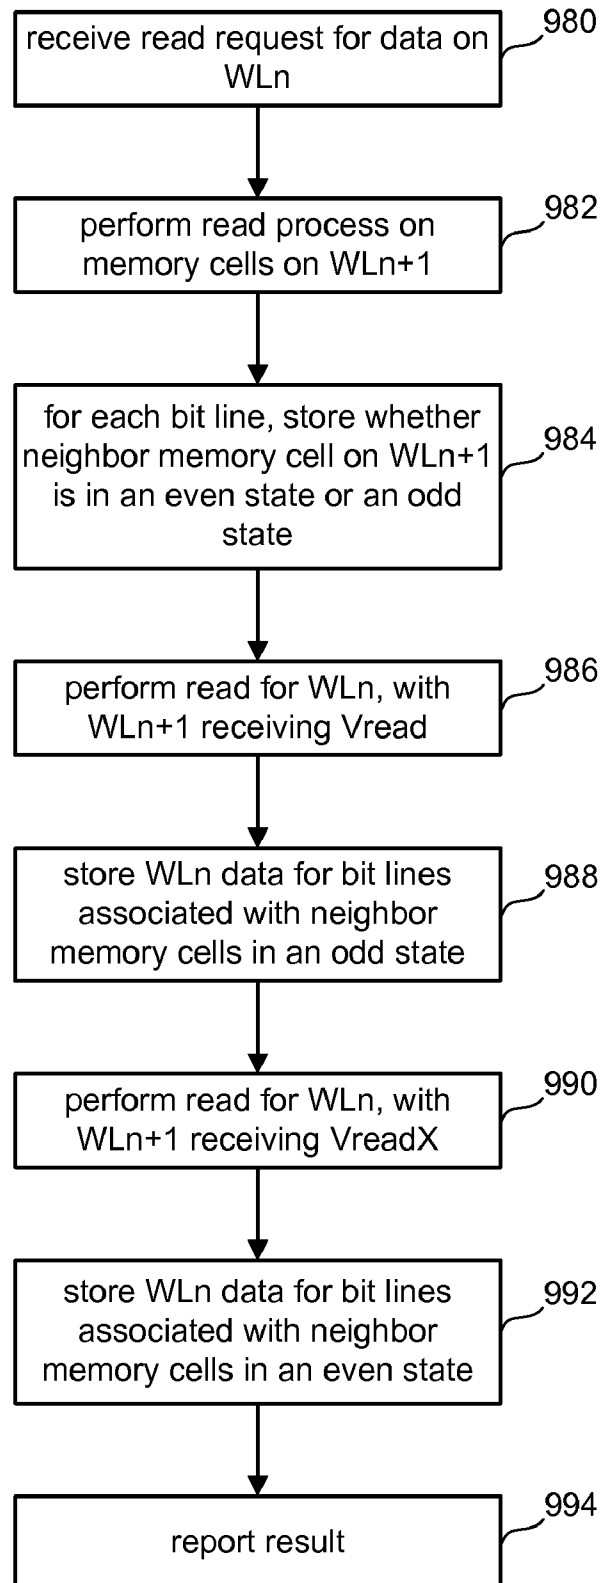 receive read request for data on
WLn
980
perform read process on
memory cells on WLn+1
982
for each bit line, store whether
neighbor memory cell on WLn+1
is in an even state or an odd
state
984
perform read for WLn, with
WLn+1 receiving Vread
986
store WLn data for bit lines
associated with neighbor
memory cells in an odd state
988
perform read for WLn, with
WLn+1 receiving VreadX
990
store WLn data for bit lines
associated with neighbor
memory cells in an even state
992
report result
994